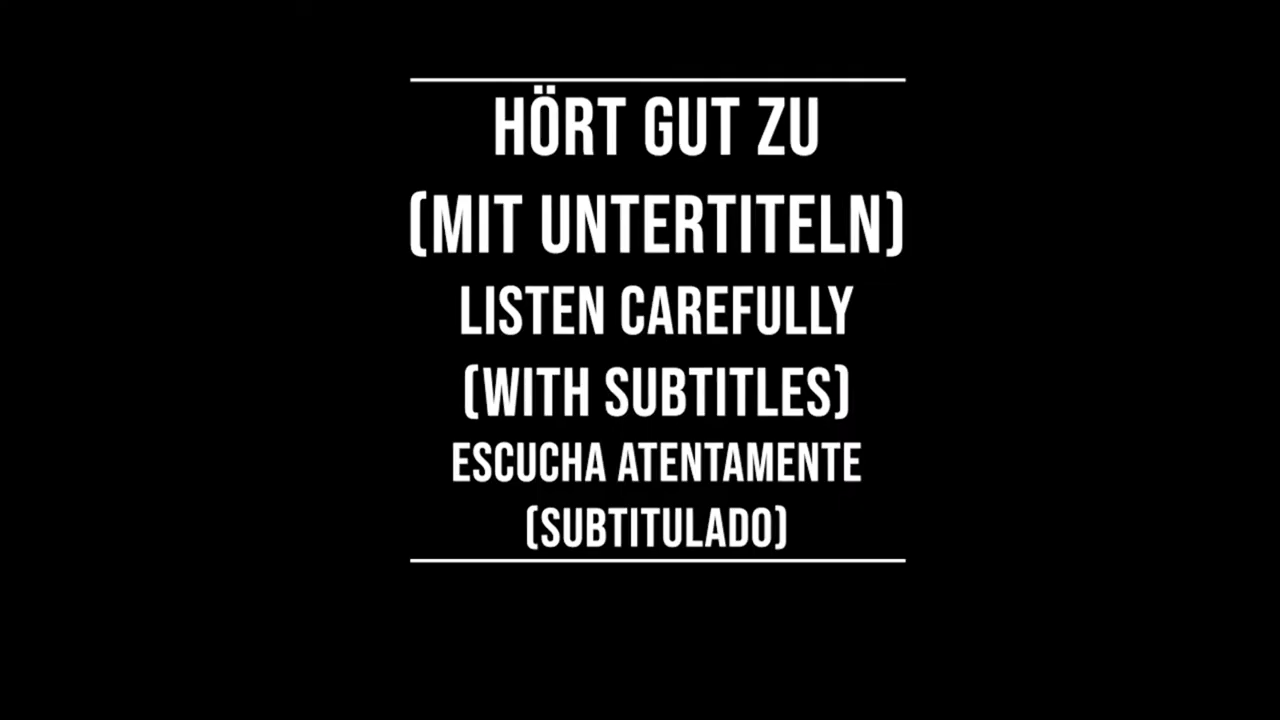 HÖRT GUT ZU
(MIT UNTERTITELN)
LISTEN CAREFULLY
(WITH SUBTITLES)
ESCUCHA ATENTAMENTE
(SUBTITULADO)